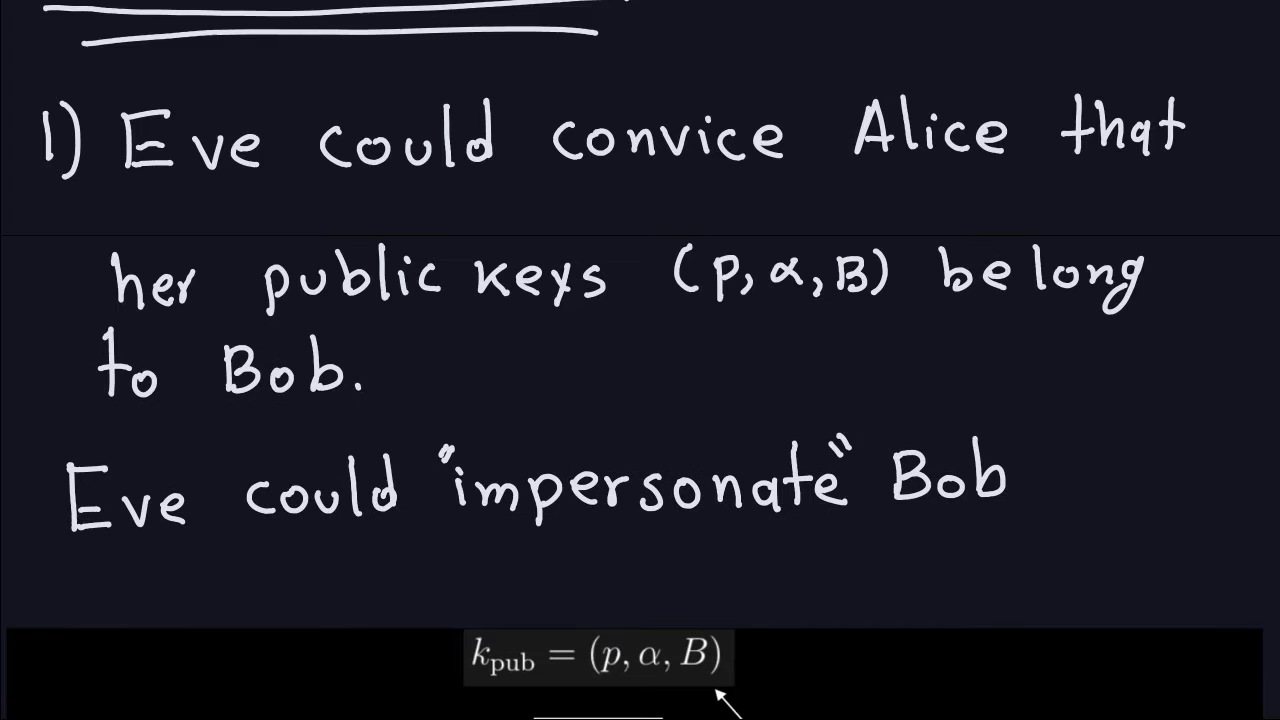 1) Eve could convice Alice that
her public keys (p, α, B) belong
to Bob.
Eve could "impersonate" Bob
k_pub = (p, α, B)